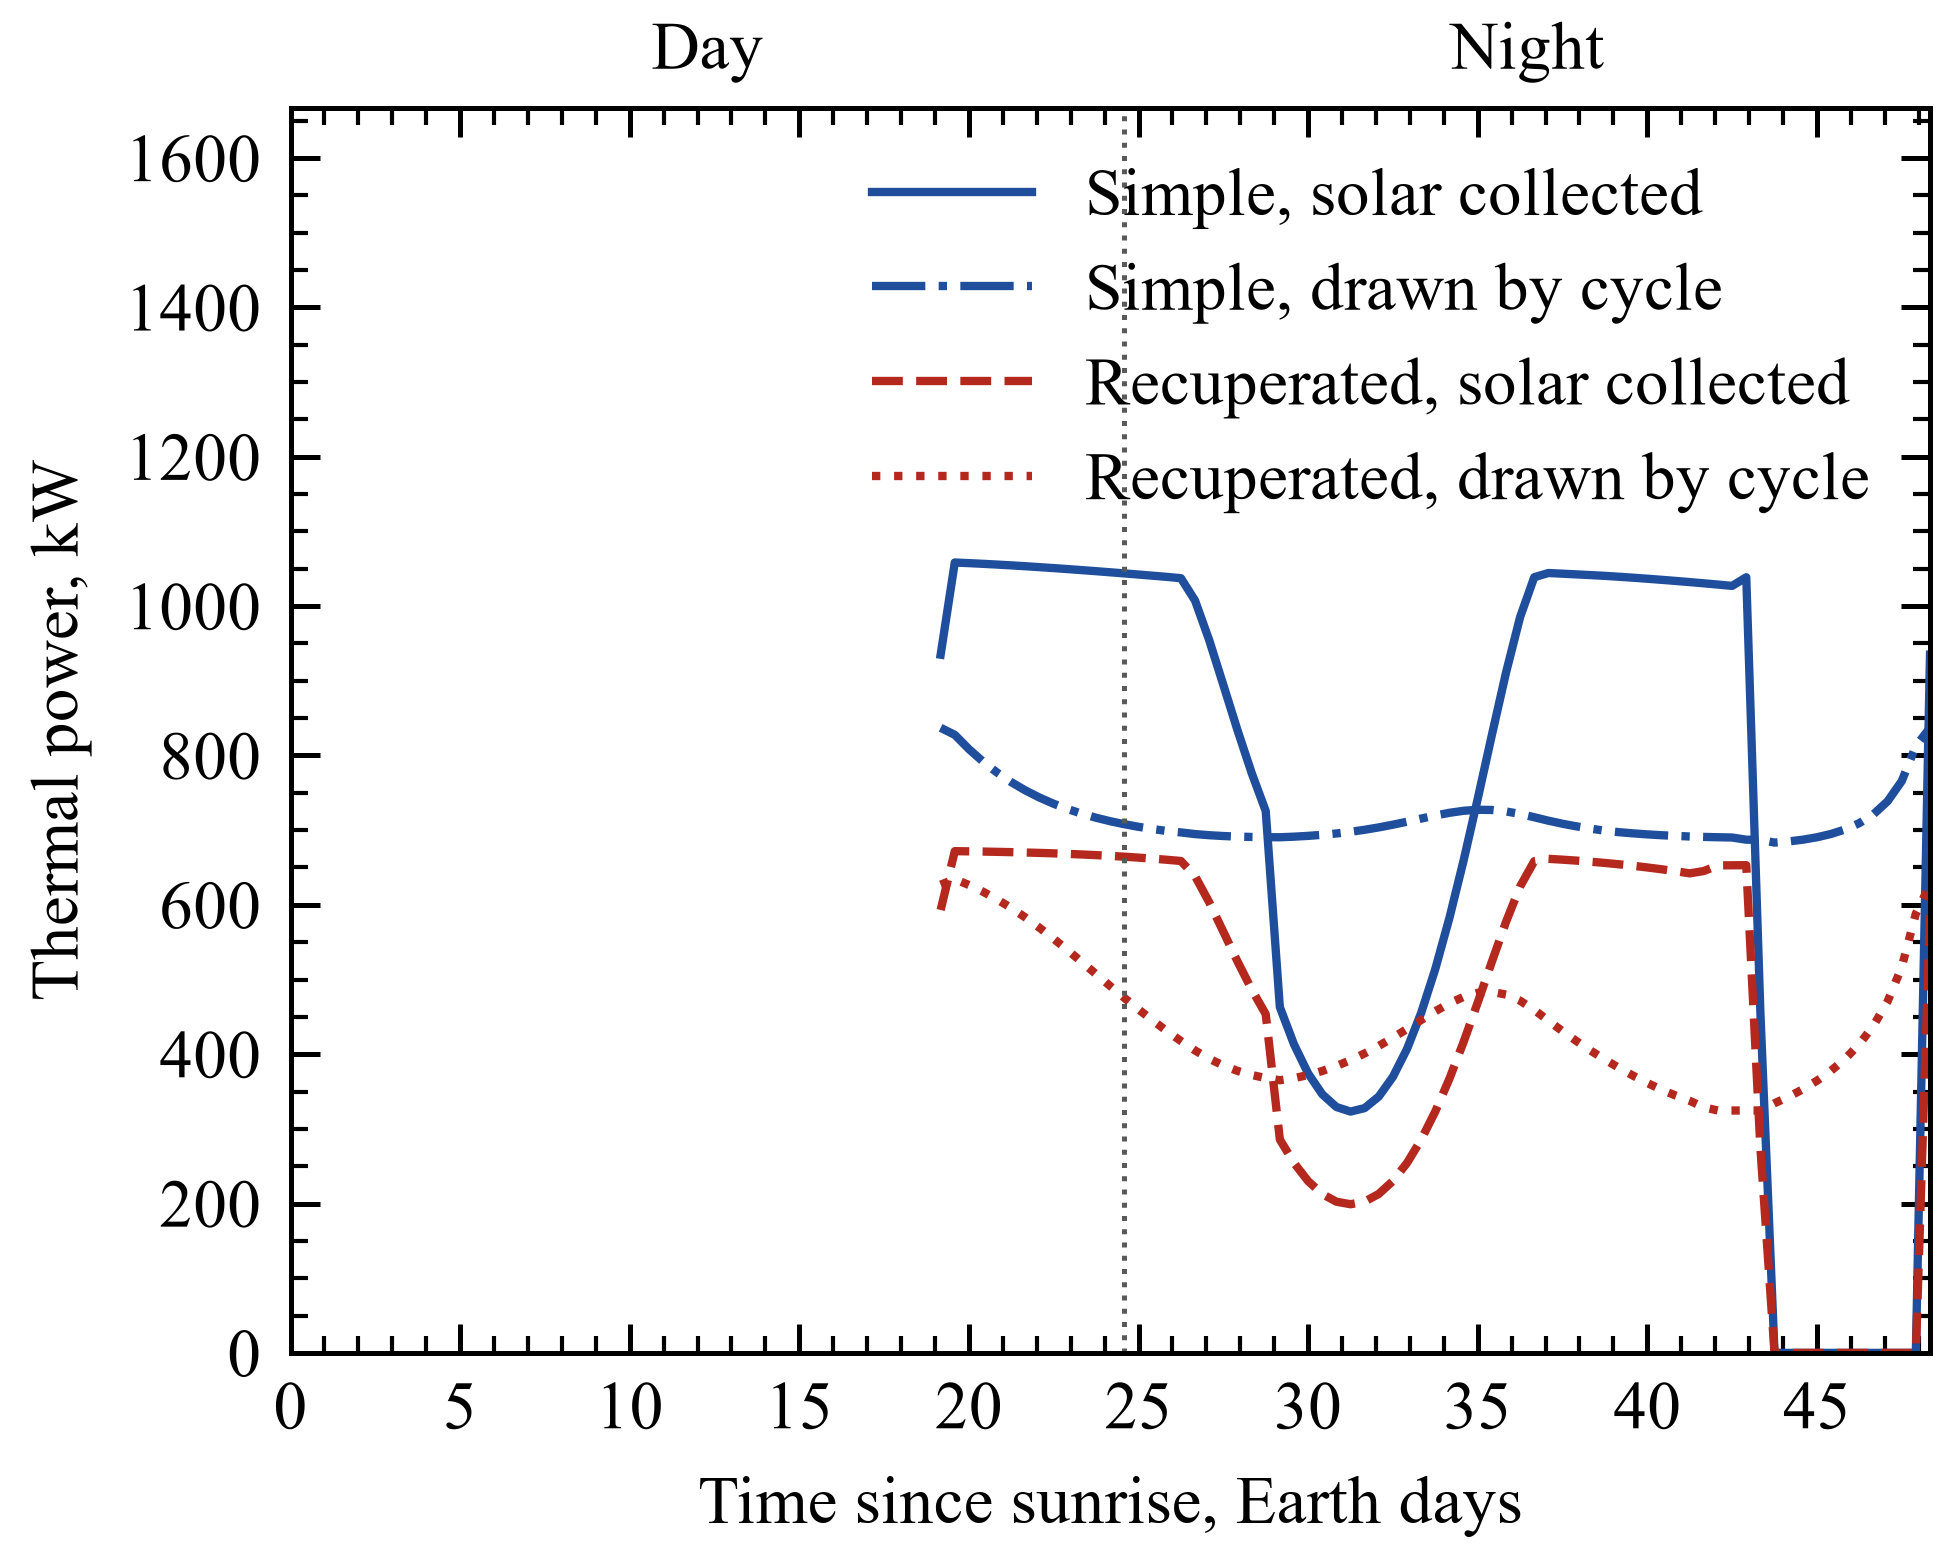 Day Night
1600
1400
1200
1000
800
600
400
200
0
Thermal power, kW
Simple, solar collected
Simple, drawn by cycle
Recuperated, solar collected
Recuperated, drawn by cycle
0 5 10 15 20 25 30 35 40 45
Time since sunrise, Earth days